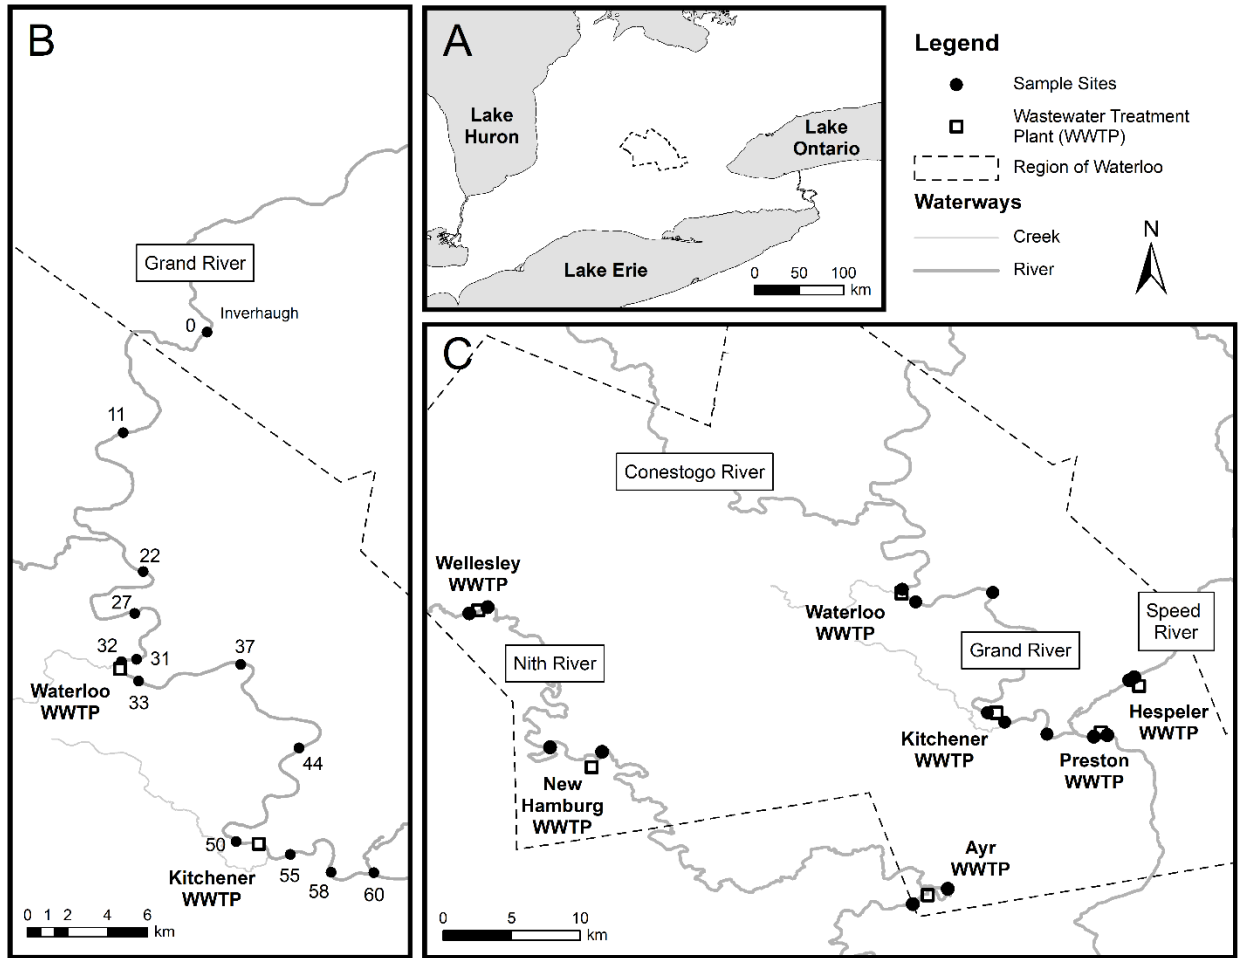 B
Grand River
0
Inverhaugh
11
22
27
32
31
37
Waterloo
WWTP
33
44
50
55
58
60
Kitchener
WWTP
0 1 2 4 6
km
A
Lake
Huron
Lake
Ontario
Lake Erie
0 50 100
km
Legend
Sample Sites
Wastewater Treatment
Plant (WWTP)
Region of Waterloo
Waterways
Creek
River
N
C
Conestogo River
Wellesley
WWTP
Waterloo
WWTP
Speed
River
Nith River
Grand River
Hespeler
WWTP
Kitchener
WWTP
Preston
WWTP
New
Hamburg
WWTP
Ayr
WWTP
0 5 10
km